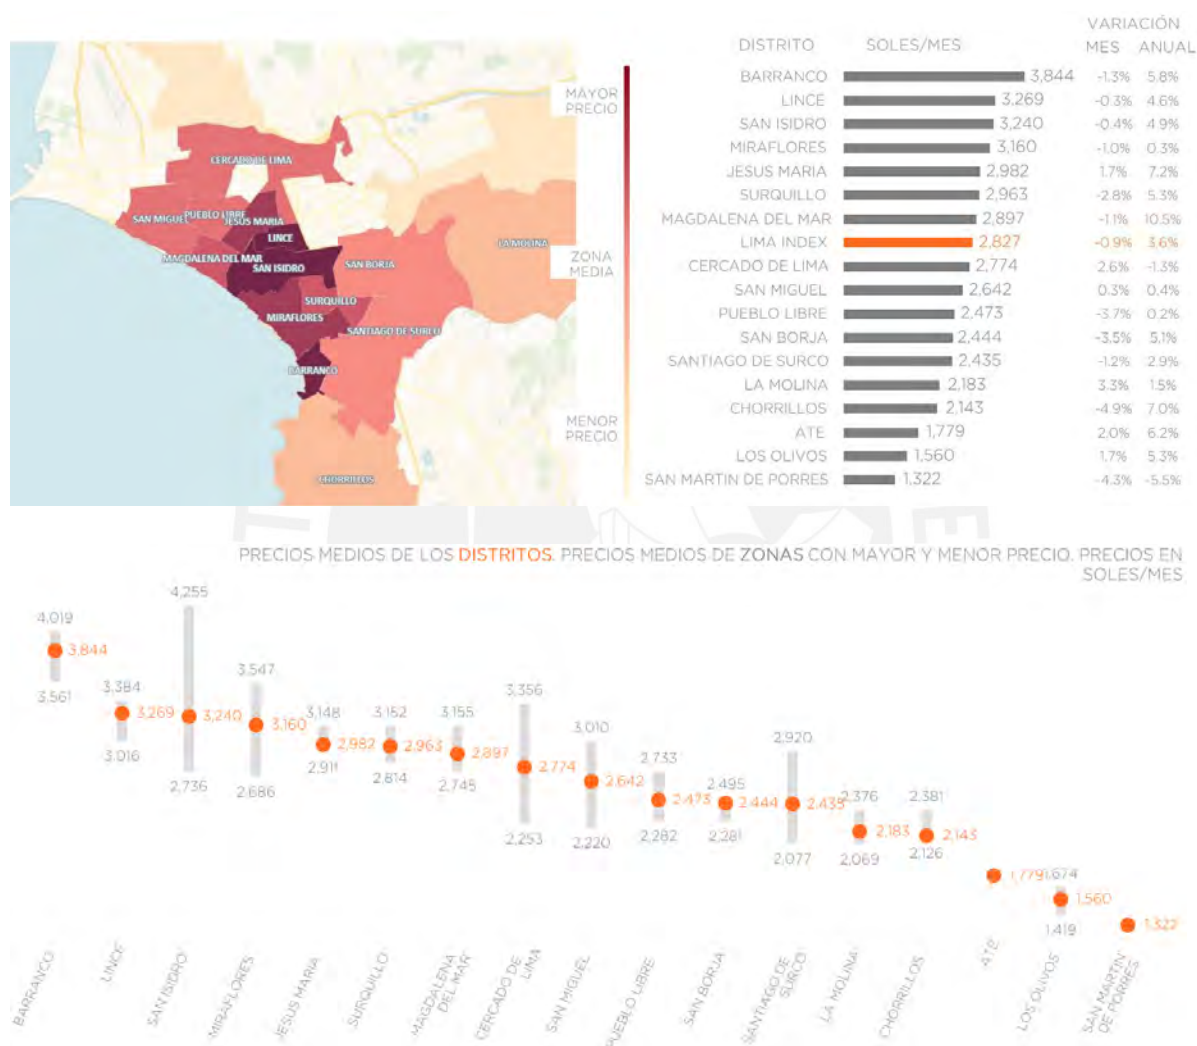 MAYOR
PRECIO
ZONA
MEDIA
MENOR
PRECIO
CERCADO DE LIMA
SAN MIGUEL
PUEBLO LIBRE
JESUS MARIA
LINCE
MAGDALENA DEL MAR
SAN ISIDRO
SAN BORJA
LA MOLINA
SURQUILLO
MIRAFLORES
SANTIAGO DE SURCO
BARRANCO
CHORRILLOS
VARIACIÓN
DISTRITO SOLES/MES MES ANUAL
BARRANCO 3,844 -1.3% 5.8%
LINCE 3,269 -0.3% 4.6%
SAN ISIDRO 3,240 -0.4% 4.9%
MIRAFLORES 3,160 -1.0% 0.3%
JESUS MARIA 2,982 1.7% 7.2%
SURQUILLO 2,963 -2.8% 5.3%
MAGDALENA DEL MAR 2,897 -1.1% 10.5%
LIMA INDEX 2,827 -0.9% 3.6%
CERCADO DE LIMA 2,774 2.6% -1.3%
SAN MIGUEL 2,642 0.3% 0.4%
PUEBLO LIBRE 2,473 -3.7% 0.2%
SAN BORJA 2,444 -3.5% 5.1%
SANTIAGO DE SURCO 2,435 -1.2% 2.9%
LA MOLINA 2,183 3.3% 1.5%
CHORRILLOS 2,143 -4.9% 7.0%
ATE 1,779 2.0% 6.2%
LOS OLIVOS 1,560 1.7% 5.3%
SAN MARTIN DE PORRES 1,322 -4.3% -5.5%
PRECIOS MEDIOS DE LOS DISTRITOS. PRECIOS MEDIOS DE ZONAS CON MAYOR Y MENOR PRECIO. PRECIOS EN
SOLES/MES
4,019
3,844
3,561
3,384
3,269
3,016
4,255
3,240
2,736
3,547
3,160
2,686
3,148
2,982
2,911
3,152
2,963
2,814
3,155
2,897
2,745
3,356
2,774
2,253
3,010
2,642
2,220
2,733
2,473
2,282
2,495
2,444
2,281
2,920
2,435
2,077
2,376
2,183
2,069
2,381
2,143
2,126
1,779
1,674
1,560
1,419
1,322
BARRANCO
LINCE
SAN ISIDRO
MIRAFLORES
JESUS MARIA
SURQUILLO
MAGDALENA
DEL MAR
CERCADO DE
LIMA
SAN MIGUEL
PUEBLO LIBRE
SAN BORJA
SANTIAGO DE
SURCO
LA MOLINA
CHORRILLOS
ATE
LOS OLIVOS
SAN MARTIN
DE PORRES